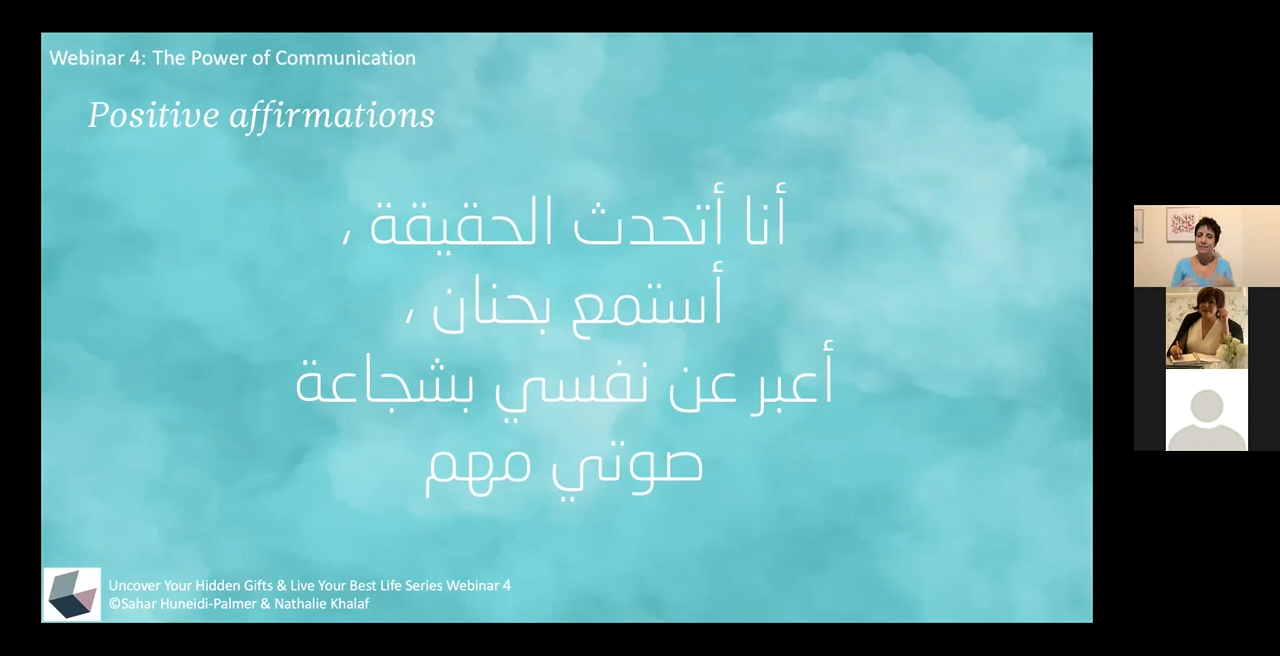 Webinar 4: The Power of Communication
Positive affirmations
أنا أتحدث الحقيقة ،
أستمع بحنان ،
أعبر عن نفسي بشجاعة
صوتي مهم
Uncover Your Hidden Gifts & Live Your Best Life Series Webinar 4
©Sahar Huneidi-Palmer & Nathalie Khalaf